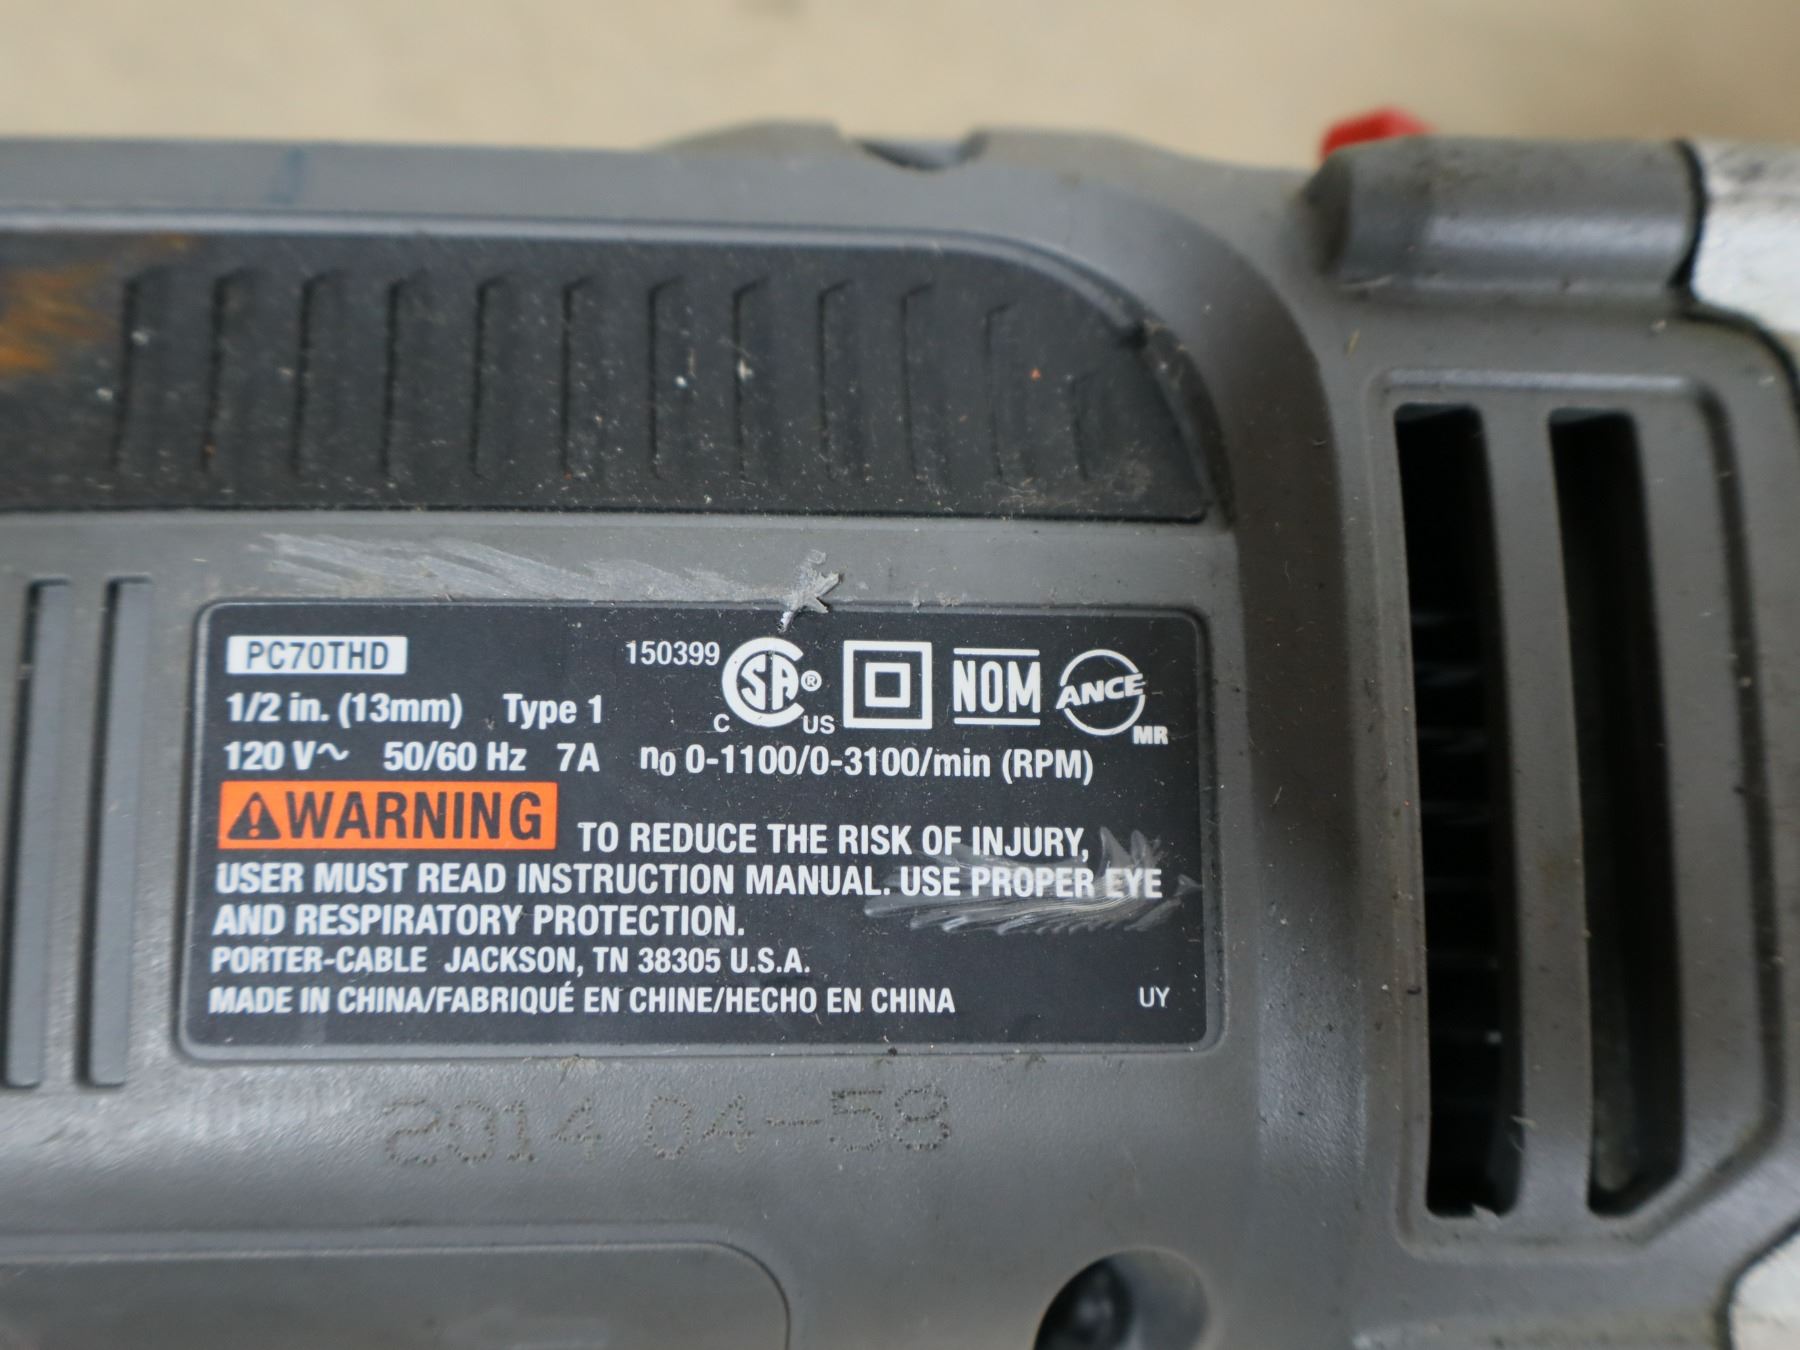 PC70THD
150399 CSA® C US NOM ANCE MR
1/2 in. (13mm) Type 1
120 V~ 50/60 Hz 7A n0 0-1100/0-3100/min (RPM)
⚠WARNING TO REDUCE THE RISK OF INJURY,
USER MUST READ INSTRUCTION MANUAL. USE PROPER EYE
AND RESPIRATORY PROTECTION.
PORTER-CABLE JACKSON, TN 38305 U.S.A.
MADE IN CHINA/FABRIQUÉ EN CHINE/HECHO EN CHINA UY
2014 04-58